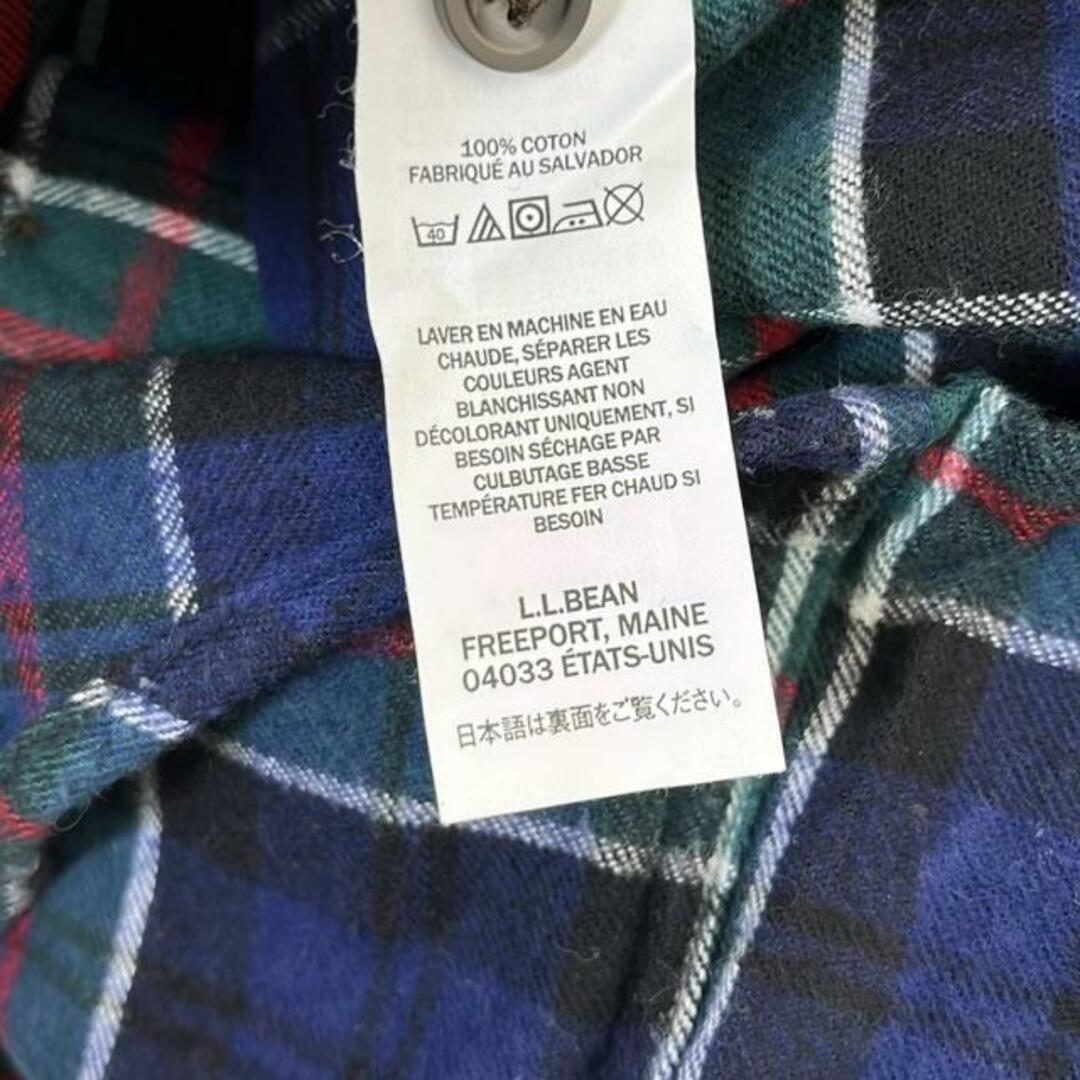 100% COTON
FABRIQUÉ AU SALVADOR
40
LAVER EN MACHINE EN EAU
CHAUDE, SÉPARER LES
COULEURS AGENT
BLANCHISSANT NON
DÉCOLORANT UNIQUEMENT, SI
BESOIN SÉCHAGE PAR
CULBUTAGE BASSE
TEMPÉRATURE FER CHAUD SI
BESOIN
L.L.BEAN
FREEPORT, MAINE
04033 ÉTATS-UNIS
日本語は裏面をご覧ください。